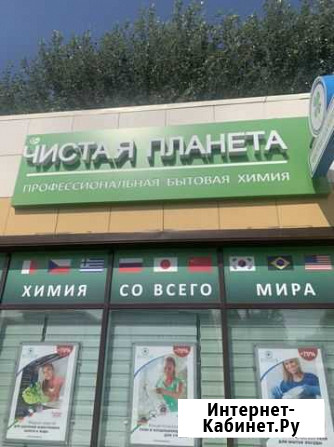 ЧИСТАЯ ПЛАНЕТА
ПРОФЕССИОНАЛЬНАЯ БЫТОВАЯ ХИМИЯ
ХИМИЯ СО ВСЕГО МИРА
Интернет-
Кабинет.Ру